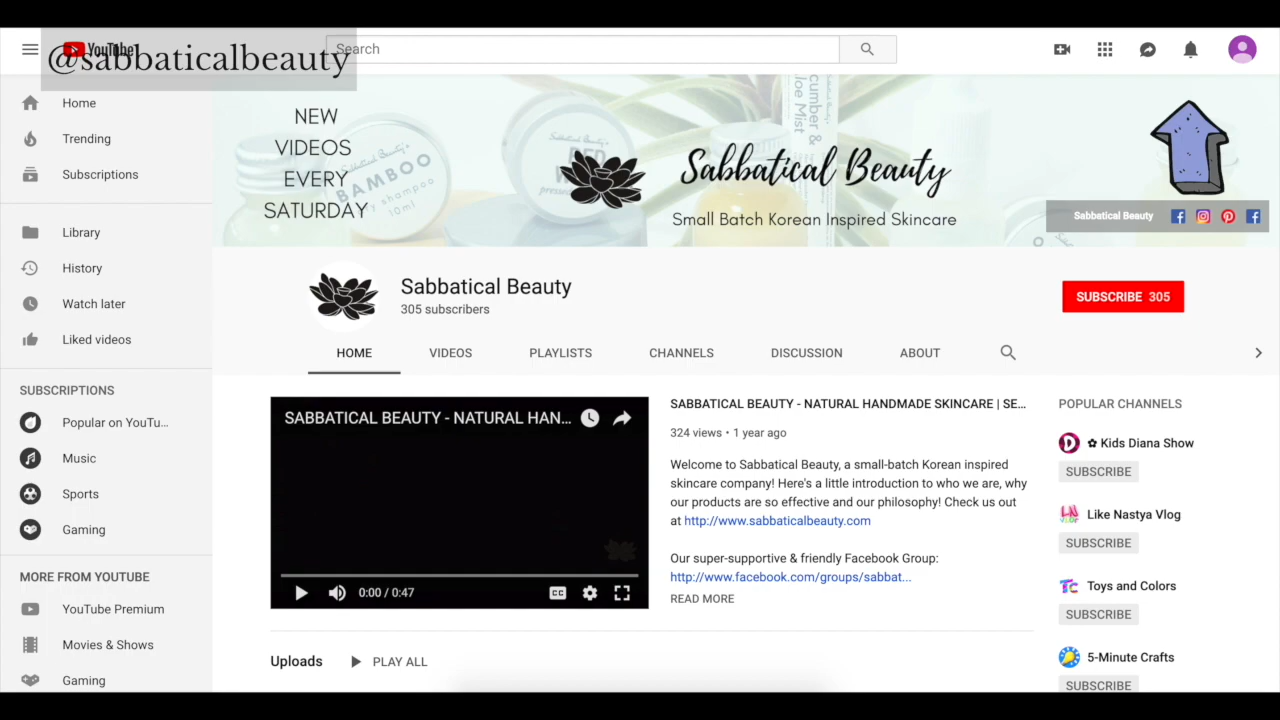 YouTube
@sabbaticalbeauty
Search
Home
Trending
Subscriptions
Library
History
Watch later
Liked videos
SUBSCRIPTIONS
Popular on YouTu...
Music
Sports
Gaming
MORE FROM YOUTUBE
YouTube Premium
Movies & Shows
Gaming
NEW
VIDEOS
EVERY
SATURDAY
BAMBOO
shampoo
10ml
Sabbatical Beauty
Small Batch Korean Inspired Skincare
Sabbatical Beauty
Sabbatical Beauty
305 subscribers
SUBSCRIBE 305
HOME
VIDEOS
PLAYLISTS
CHANNELS
DISCUSSION
ABOUT
SABBATICAL BEAUTY - NATURAL HAN...
0:00 / 0:47
CC
SABBATICAL BEAUTY - NATURAL HANDMADE SKINCARE | SE...
324 views • 1 year ago
Welcome to Sabbatical Beauty, a small-batch Korean inspired
skincare company! Here's a little introduction to who we are, why
our products are so effective and our philosophy! Check us out
at http://www.sabbaticalbeauty.com
Our super-supportive & friendly Facebook Group:
http://www.facebook.com/groups/sabbat...
READ MORE
POPULAR CHANNELS
✿ Kids Diana Show
SUBSCRIBE
Like Nastya Vlog
SUBSCRIBE
Toys and Colors
SUBSCRIBE
5-Minute Crafts
SUBSCRIBE
Uploads
PLAY ALL